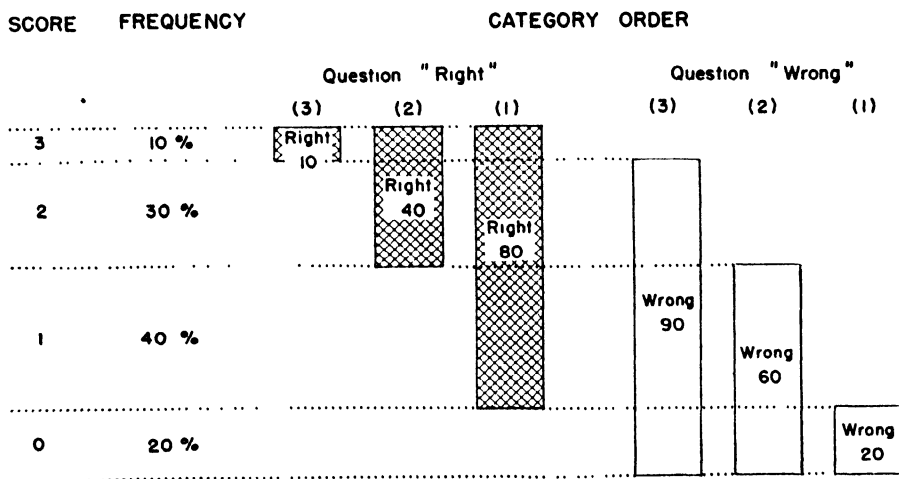 SCORE FREQUENCY CATEGORY ORDER
Question "Right" Question "Wrong"
(3) (2) (1) (3) (2) (1)
3 10 % Right
10
2 30 % Right
40
Right
80
1 40 % Wrong
90
Wrong
60
0 20 % Wrong
20